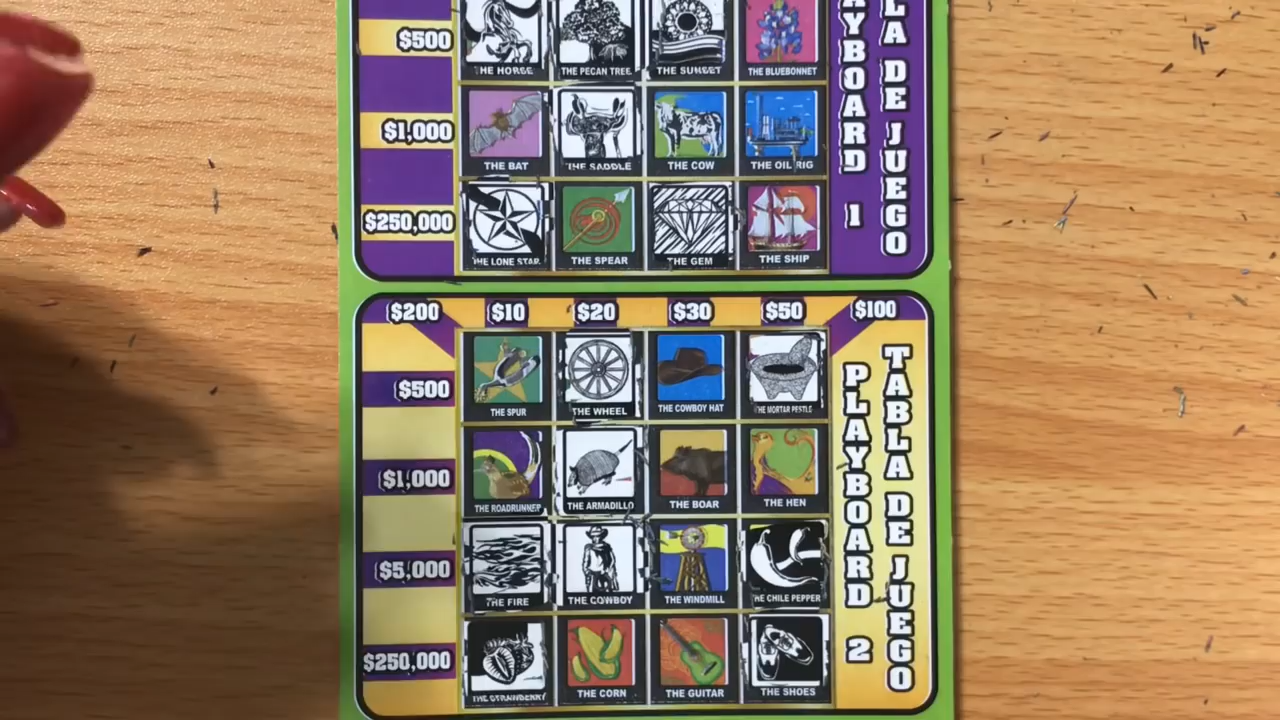 $500
THE HORSE THE PECAN TREE THE SUNSET THE BLUEBONNET
$1,000
THE BAT THE SADDLE THE COW THE OIL RIG
$250,000
THE LONE STAR THE SPEAR THE GEM THE SHIP
AYBOARD 1
LA DE JUEGO
$200 $10 $20 $30 $50 $100
$500
THE SPUR THE WHEEL THE COWBOY HAT THE MORTAR PESTLE
$1,000
THE ROADRUNNER THE ARMADILLO THE BOAR THE HEN
$5,000
THE FIRE THE COWBOY THE WINDMILL THE CHILE PEPPER
$250,000
THE STRAWBERRY THE CORN THE GUITAR THE SHOES
PLAYBOARD 2
TABLA DE JUEGO